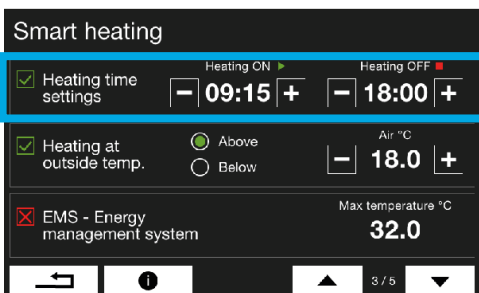 Smart heating
Heating ON Heating OFF
Heating time settings
− 09:15 + − 18:00 +
Heating at outside temp.
Above
Below
Air °C
− 18.0 +
EMS - Energy management system
Max temperature °C
32.0
3/5